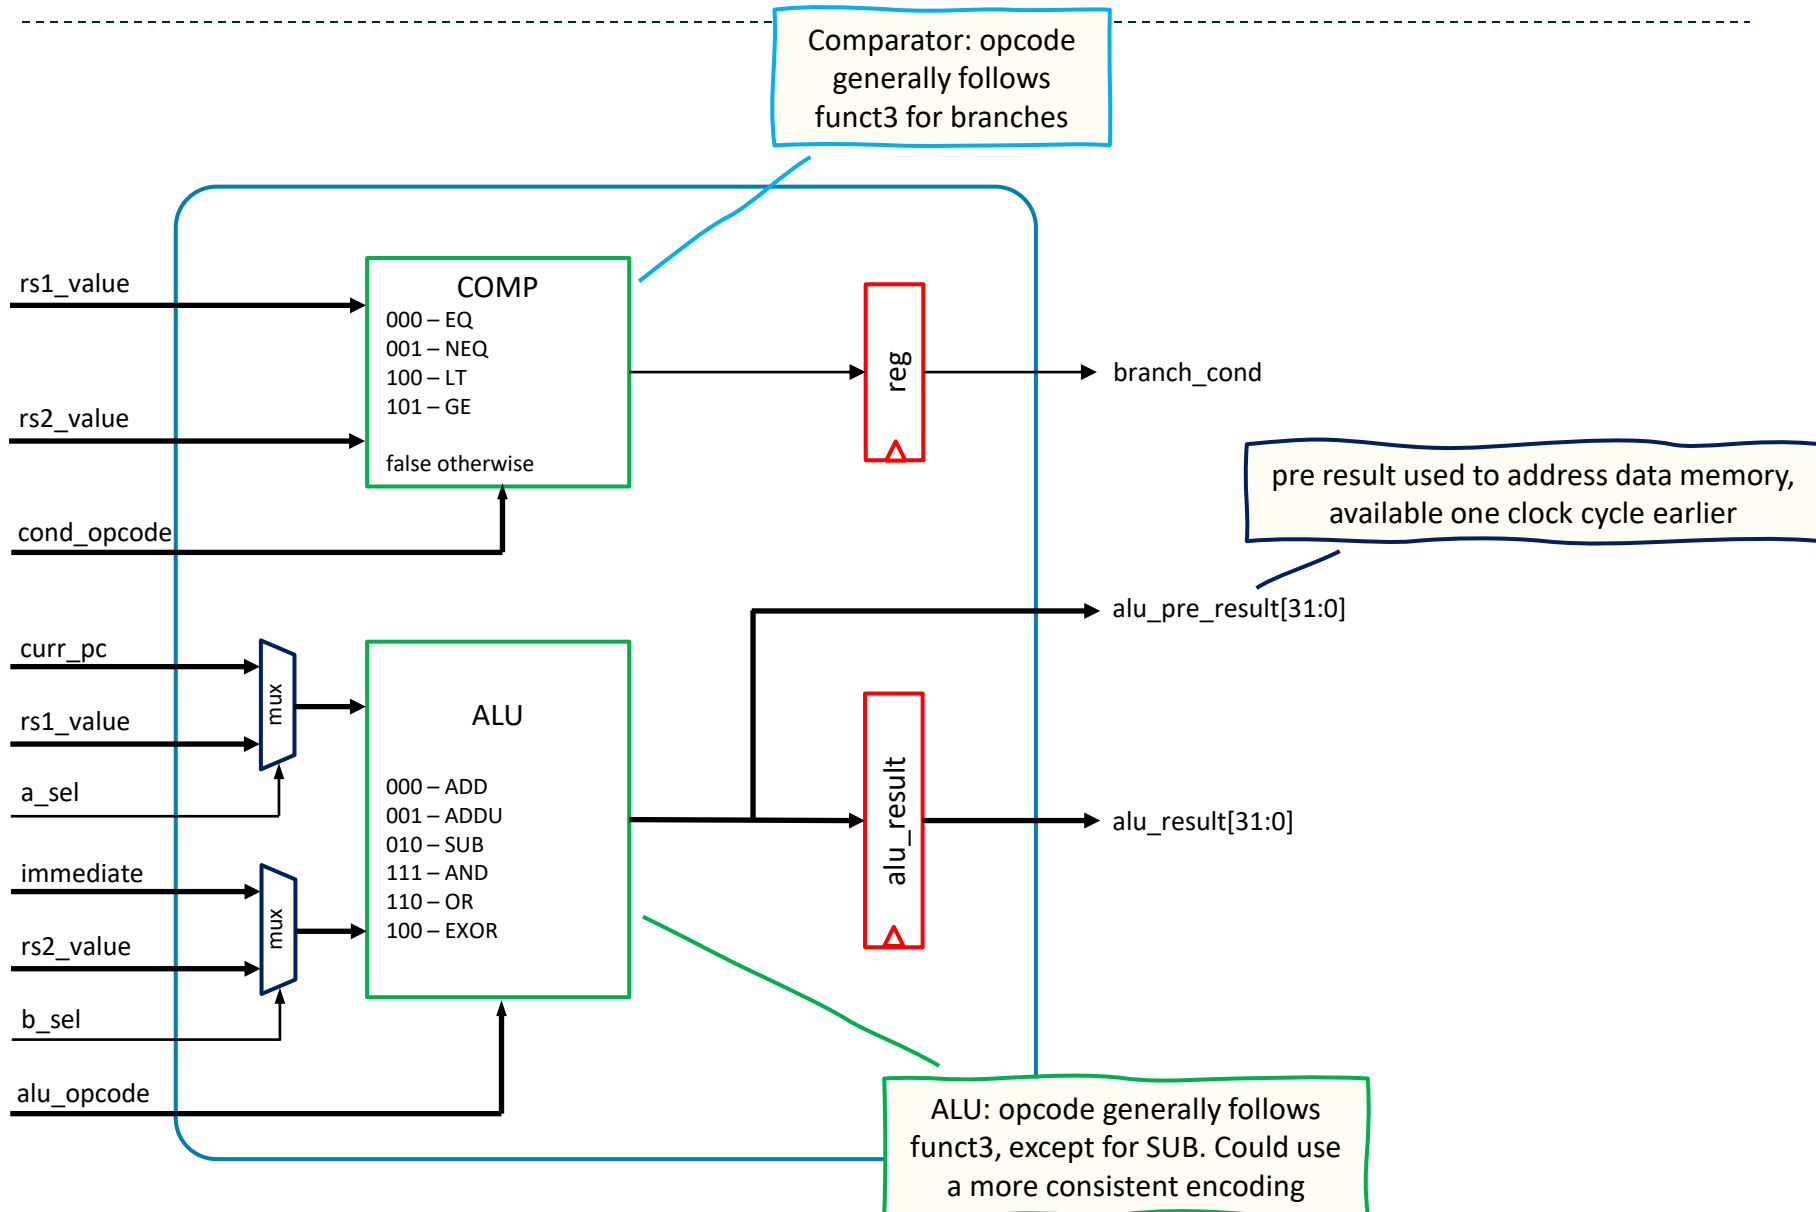 Comparator: opcode
generally follows
funct3 for branches
rs1_value
rs2_value
cond_opcode
COMP
000 – EQ
001 – NEQ
100 – LT
101 – GE
false otherwise
reg
branch_cond
pre result used to address data memory,
available one clock cycle earlier
alu_pre_result[31:0]
curr_pc
rs1_value
a_sel
mux
immediate
rs2_value
b_sel
mux
alu_opcode
ALU
000 – ADD
001 – ADDU
010 – SUB
111 – AND
110 – OR
100 – EXOR
alu_result
alu_result[31:0]
ALU: opcode generally follows
funct3, except for SUB. Could use
a more consistent encoding